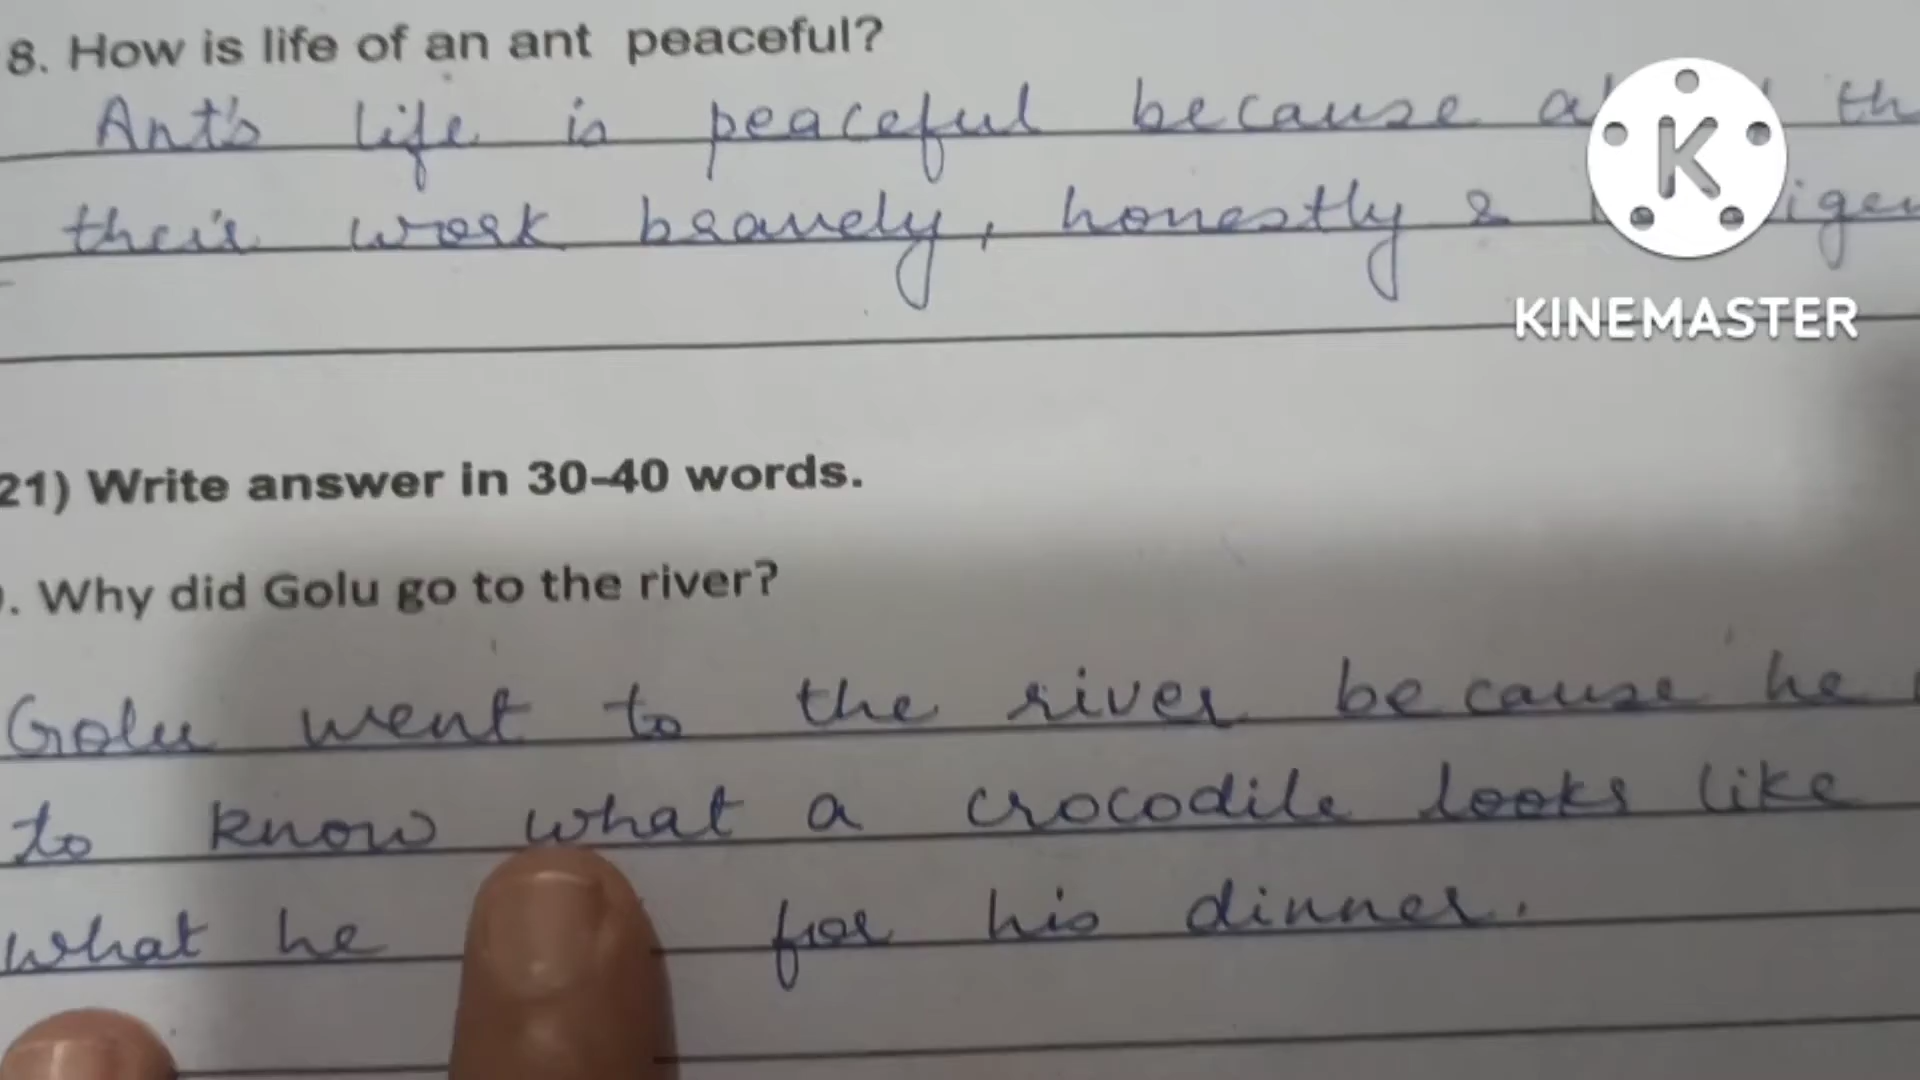 8. How is life of an ant peaceful?
Ant's life is peaceful because
their work bravely, honestly &
KINEMASTER
21) Write answer in 30-40 words.
. Why did Golu go to the river?
Golu went to the river because he
to know what a crocodile looks like
what he for his dinner.